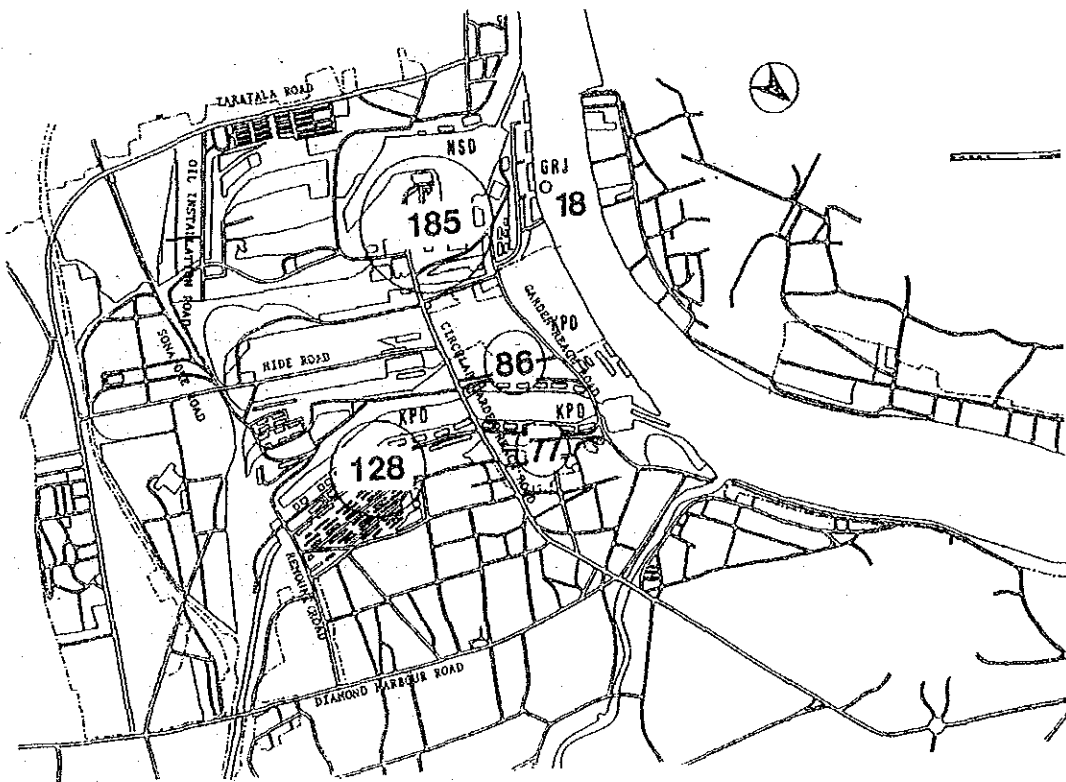 TARATALA ROAD
NSD
GRJ
18
185
OIL INSTALLATION ROAD
GARDEN REACH ROAD
KPD
CIRCULAR GARDEN REACH ROAD
SONAPORE ROAD
HIDE ROAD
86
KPD
KPD
77
128
DIAMOND HARBOUR ROAD